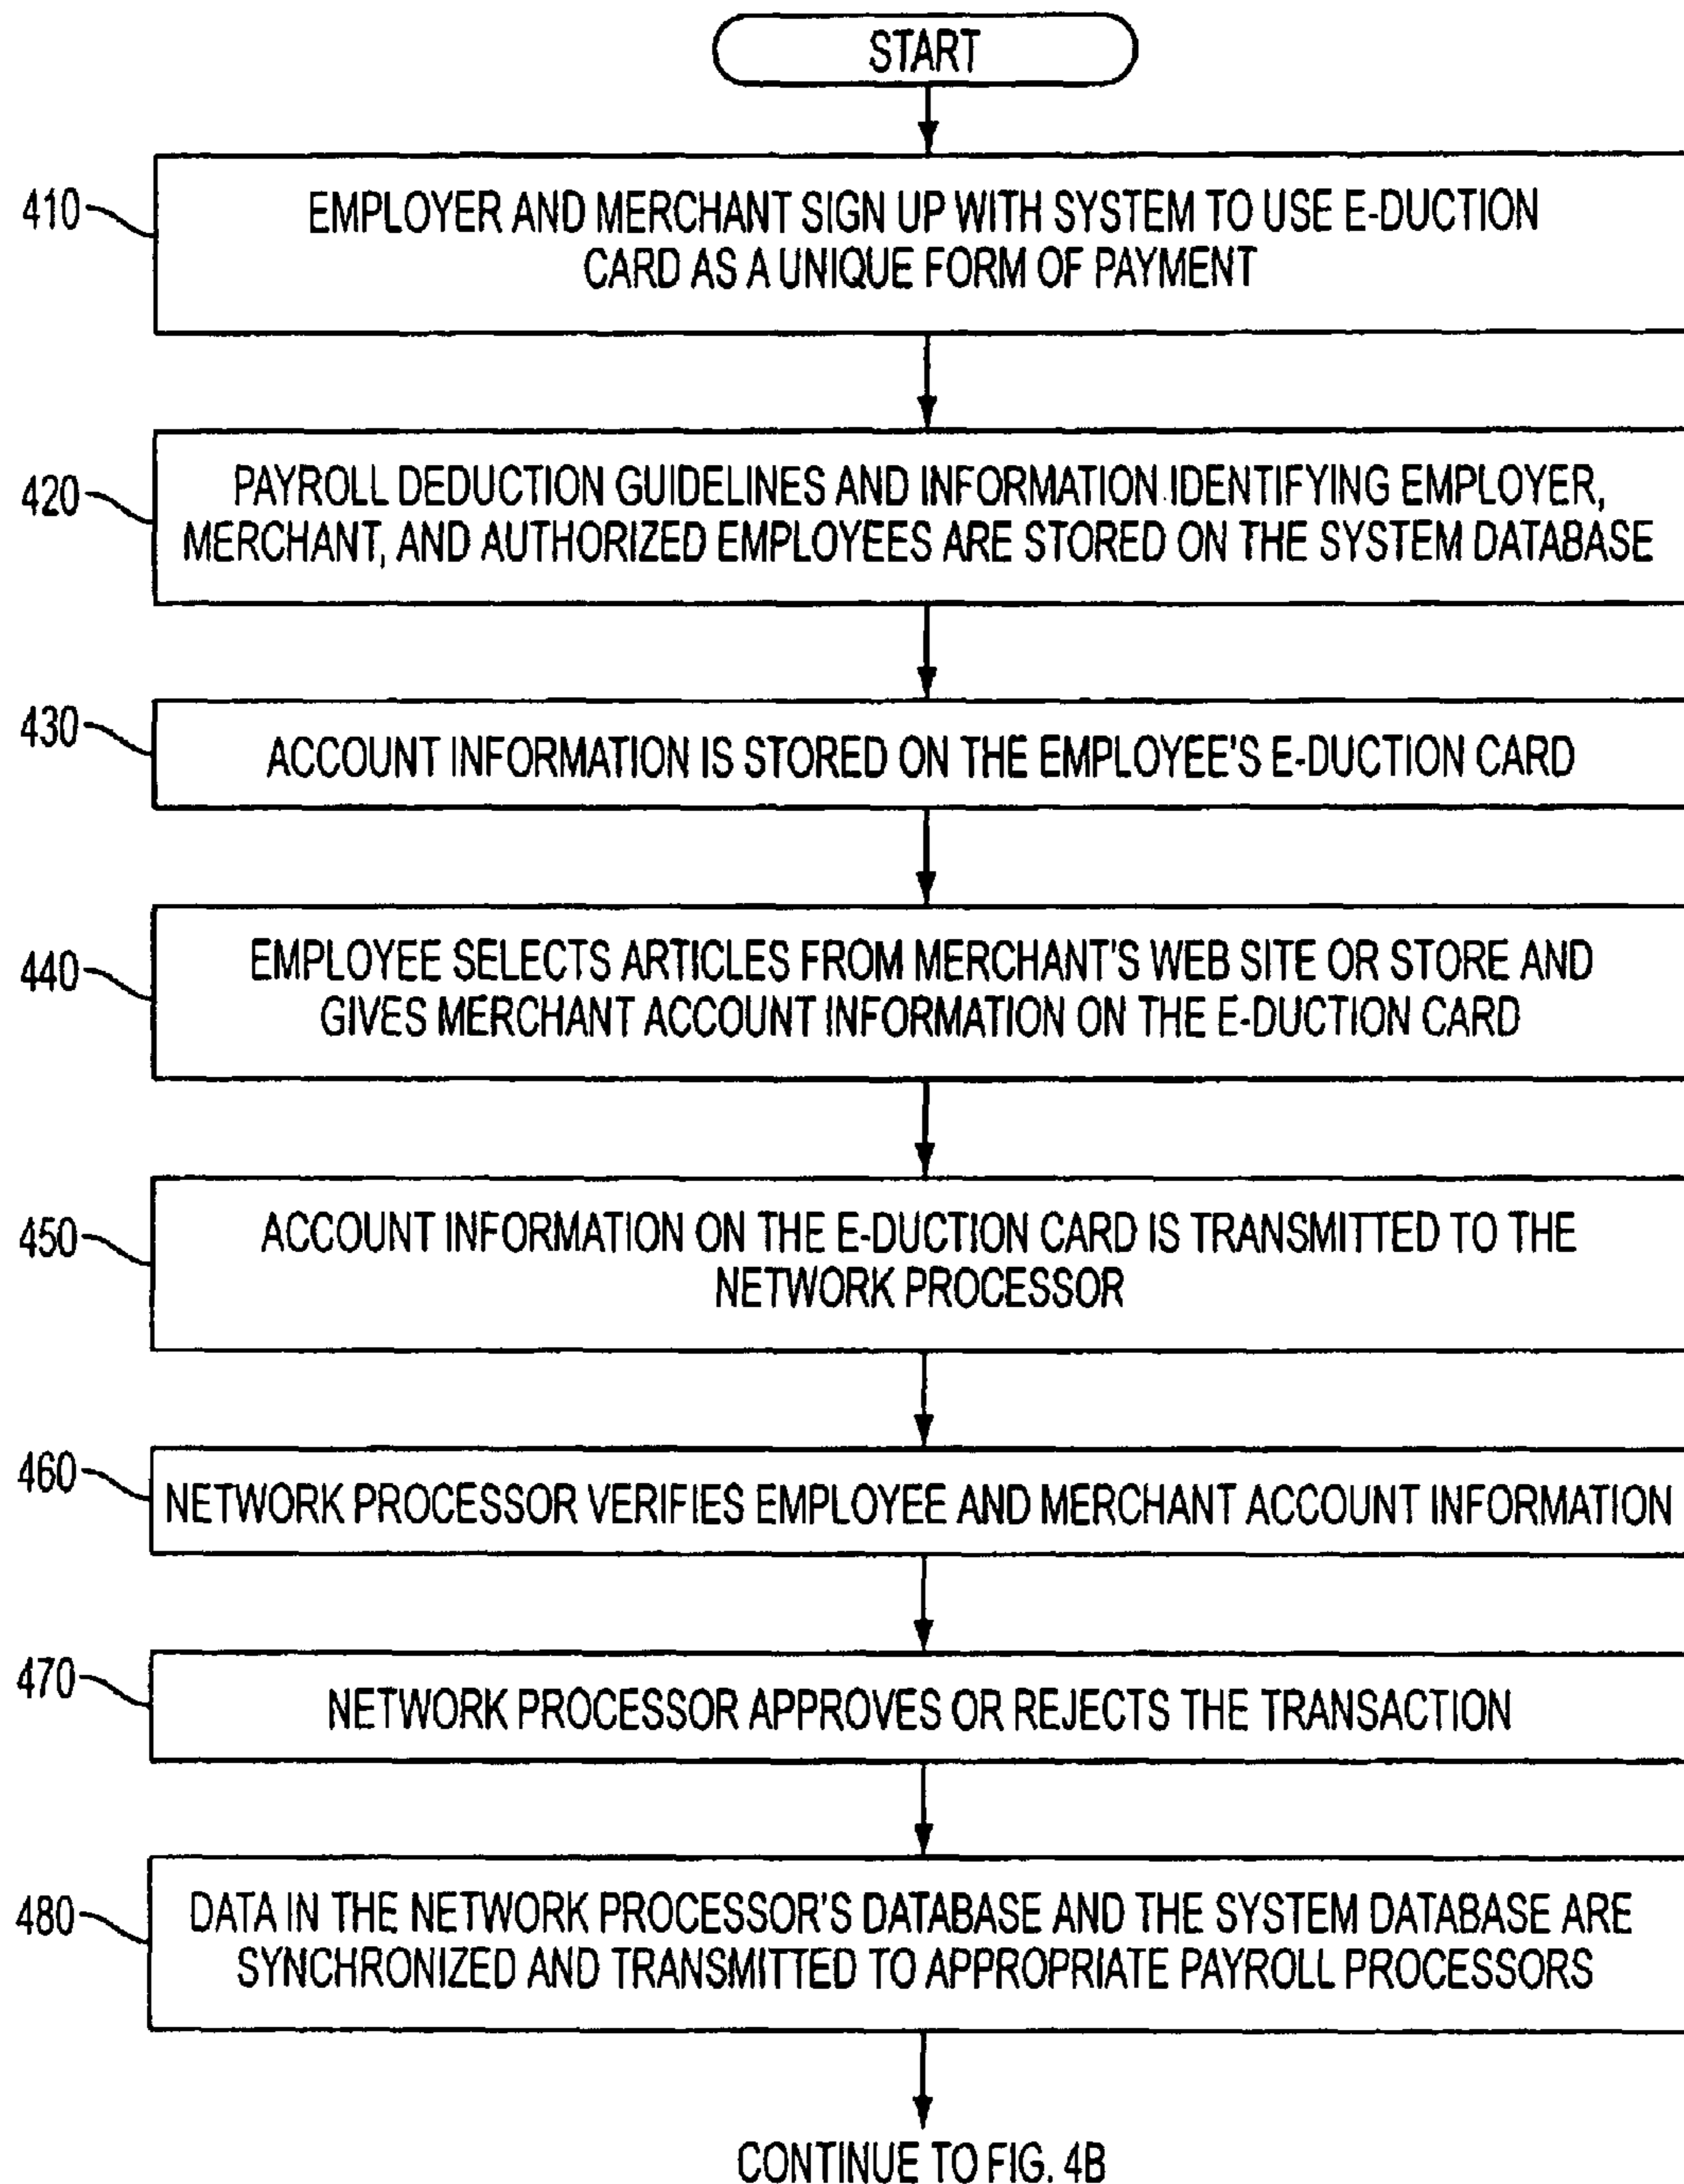 START
410
EMPLOYER AND MERCHANT SIGN UP WITH SYSTEM TO USE E-DUCTION
CARD AS A UNIQUE FORM OF PAYMENT
420
PAYROLL DEDUCTION GUIDELINES AND INFORMATION IDENTIFYING EMPLOYER,
MERCHANT, AND AUTHORIZED EMPLOYEES ARE STORED ON THE SYSTEM DATABASE
430
ACCOUNT INFORMATION IS STORED ON THE EMPLOYEE'S E-DUCTION CARD
440
EMPLOYEE SELECTS ARTICLES FROM MERCHANT'S WEB SITE OR STORE AND
GIVES MERCHANT ACCOUNT INFORMATION ON THE E-DUCTION CARD
450
ACCOUNT INFORMATION ON THE E-DUCTION CARD IS TRANSMITTED TO THE
NETWORK PROCESSOR
460
NETWORK PROCESSOR VERIFIES EMPLOYEE AND MERCHANT ACCOUNT INFORMATION
470
NETWORK PROCESSOR APPROVES OR REJECTS THE TRANSACTION
480
DATA IN THE NETWORK PROCESSOR'S DATABASE AND THE SYSTEM DATABASE ARE
SYNCHRONIZED AND TRANSMITTED TO APPROPRIATE PAYROLL PROCESSORS
CONTINUE TO FIG. 4B